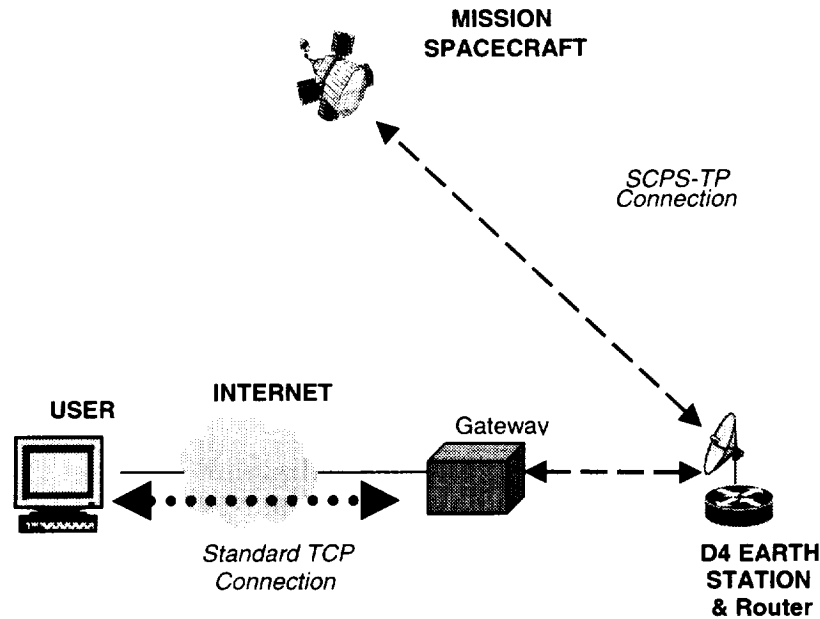 MISSION
SPACECRAFT
SCPS-TP
Connection
INTERNET
USER
Gateway
Standard TCP
Connection
D4 EARTH
STATION
& Router